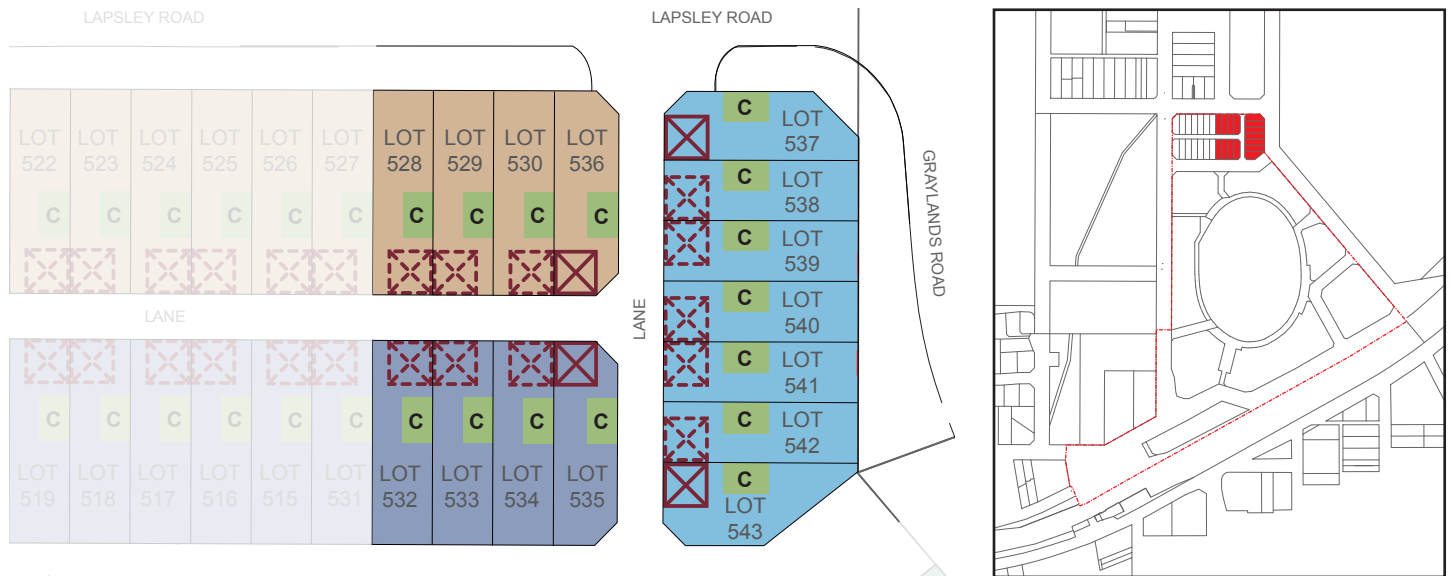 LAPSLEY ROAD
LAPSLEY ROAD
LOT
522
LOT
523
LOT
524
LOT
525
LOT
526
LOT
527
LOT
528
LOT
529
LOT
530
LOT
536
C
C
C
C
C
C
C
C
C
C
LANE
C
C
C
C
C
C
C
C
C
C
LOT
519
LOT
518
LOT
517
LOT
516
LOT
515
LOT
531
LOT
532
LOT
533
LOT
534
LOT
535
LANE
C
LOT
537
C
LOT
538
C
LOT
539
C
LOT
540
C
LOT
541
C
LOT
542
C
LOT
543
GRAYLANDS ROAD